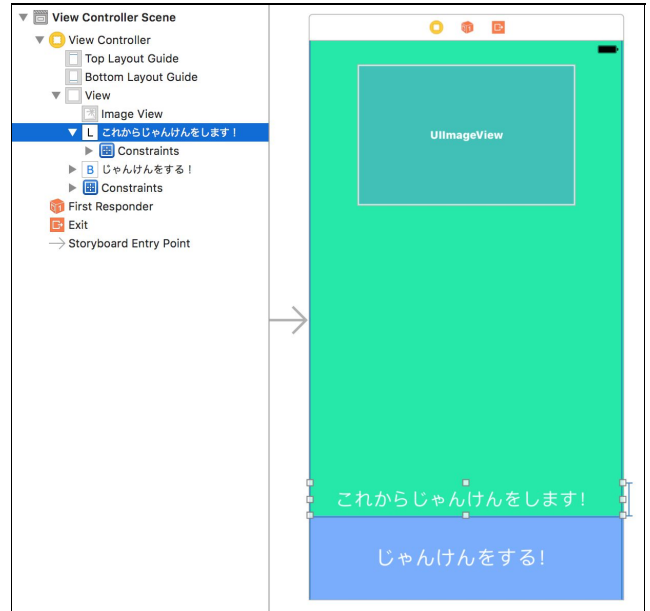 View Controller Scene
View Controller
Top Layout Guide
Bottom Layout Guide
View
Image View
L これからじゃんけんをします！
Constraints
B じゃんけんをする！
Constraints
First Responder
Exit
Storyboard Entry Point
UIImageView
これからじゃんけんをします!
じゃんけんをする!